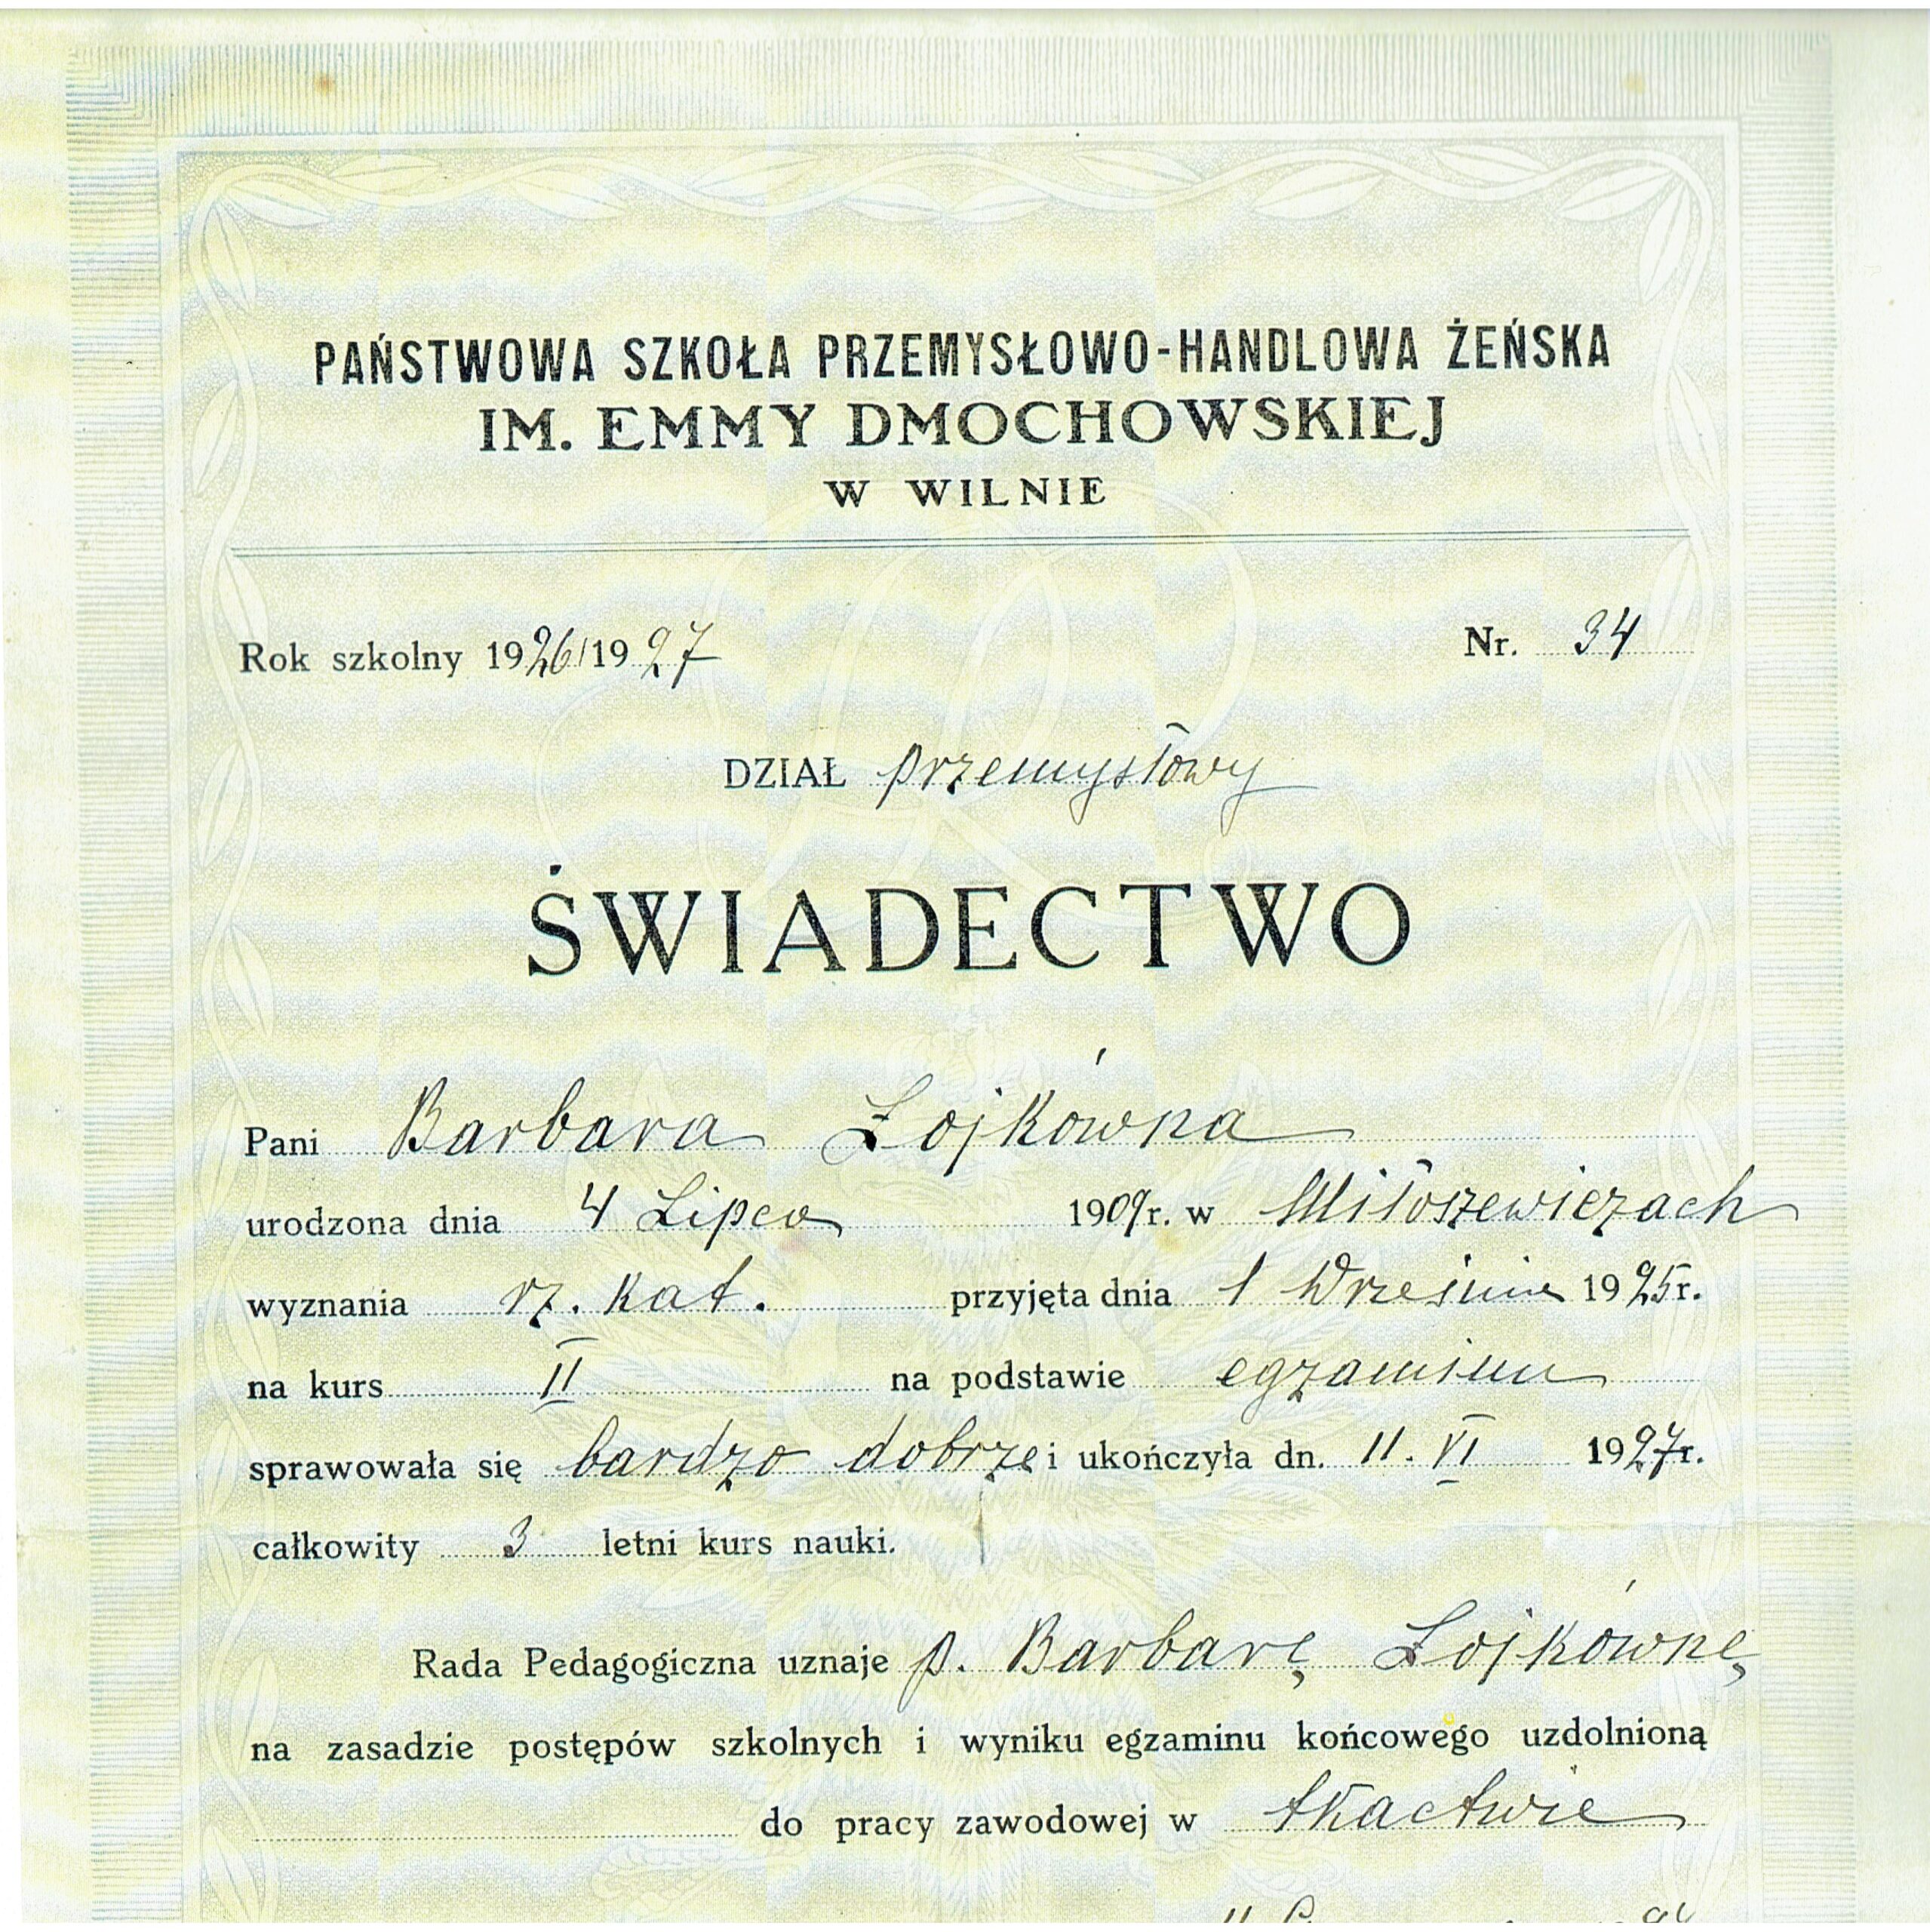 PAŃSTWOWA SZKOŁA PRZEMYSŁOWO-HANDLOWA ŻEŃSKA
IM. EMMY DMOCHOWSKIEJ
W WILNIE
Rok szkolny 1926/1927 Nr. 34
DZIAŁ przemysłowy
ŚWIADECTWO
Pani Barbara Łojkówna
urodzona dnia 4 Lipca 1909r. w Miłoszewiczach
wyznania rz. kat. przyjęta dnia 1 Września 1925r.
na kurs II na podstawie egzaminu
sprawowała się bardzo dobrze i ukończyła dn. 11. VI 1927r.
całkowity 3 letni kurs nauki.
Rada Pedagogiczna uznaje p. Barbarę Łojkównę
na zasadzie postępów szkolnych i wyniku egzaminu końcowego uzdolnioną
do pracy zawodowej w tkactwie